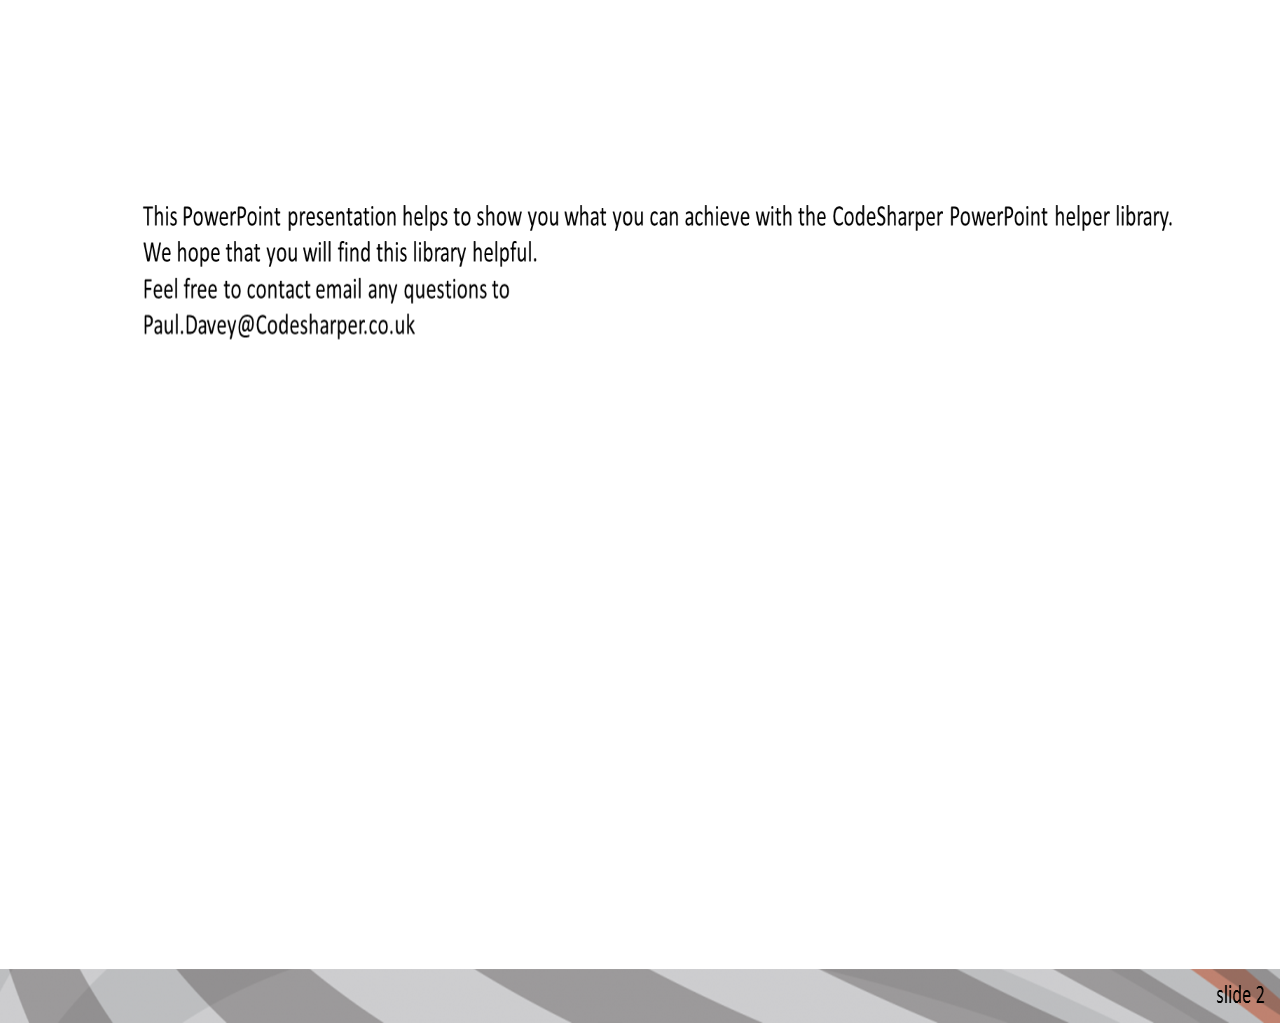 This PowerPoint presentation helps to show you what you can achieve with the CodeSharper PowerPoint helper library.
We hope that you will find this library helpful.
Feel free to contact email any questions to
Paul.Davey@Codesharper.co.uk
slide 2